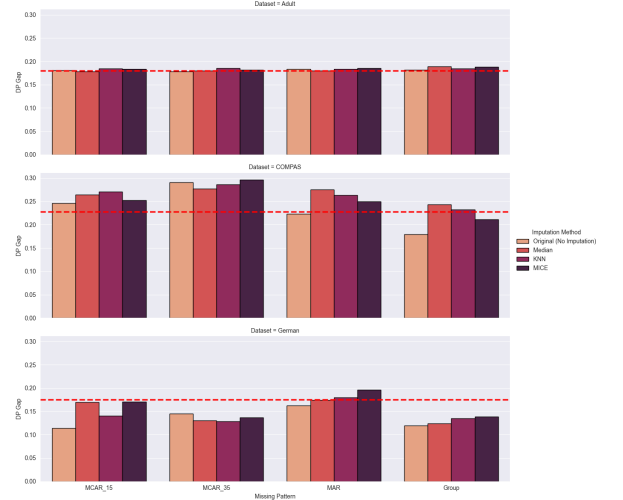 Dataset = Adult
0.30
0.25
0.20
0.15
0.10
0.05
0.00
DP Gap
Dataset = COMPAS
0.30
0.25
0.20
0.15
0.10
0.05
0.00
DP Gap
Imputation Method
Original (No Imputation)
Median
KNN
MICE
Dataset = German
0.30
0.25
0.20
0.15
0.10
0.05
0.00
DP Gap
MCAR_15 MCAR_35 MAR Group
Missing Pattern